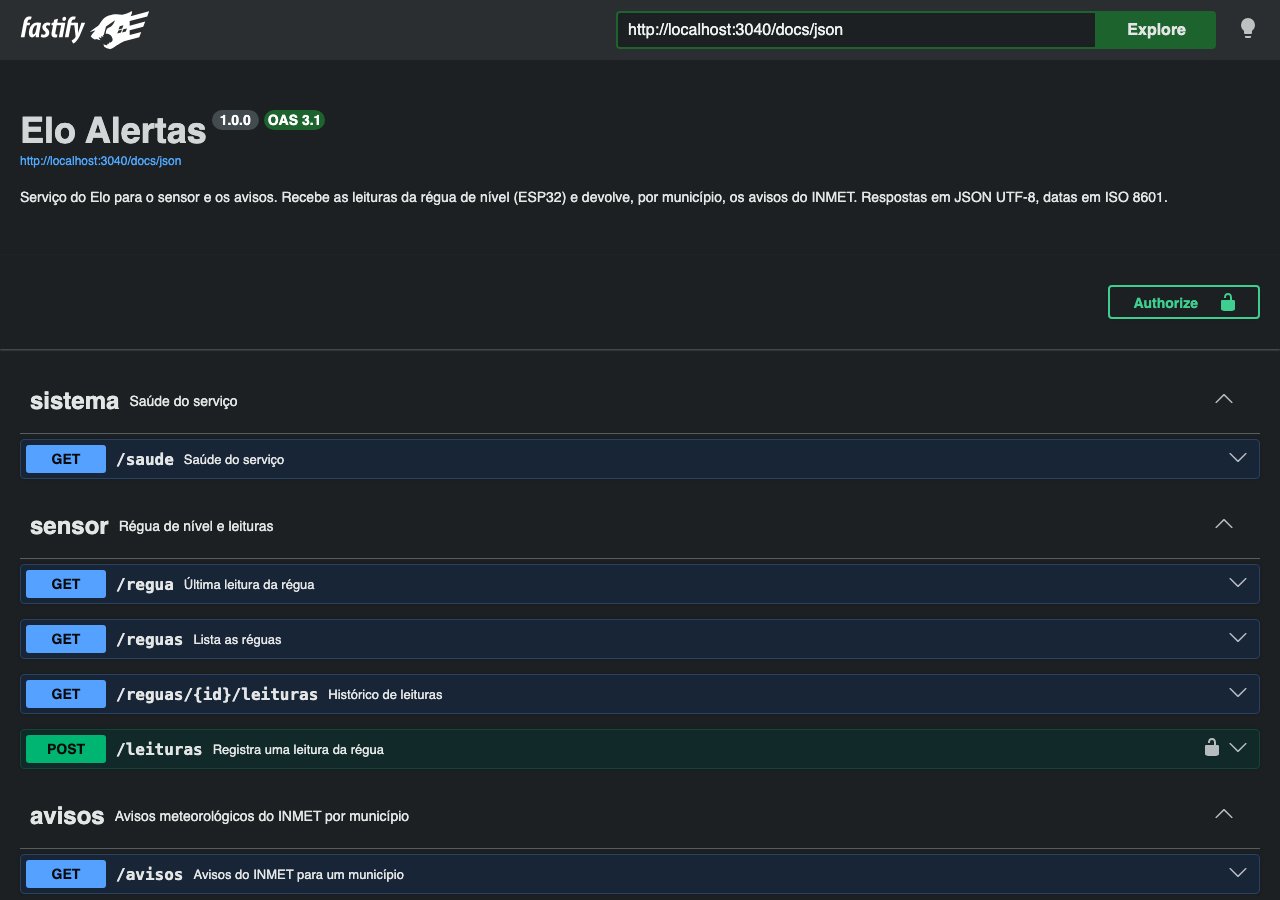 fastify
http://localhost:3040/docs/json
Explore
Elo Alertas 1.0.0 OAS 3.1
http://localhost:3040/docs/json
Serviço do Elo para o sensor e os avisos. Recebe as leituras da régua de nível (ESP32) e devolve, por município, os avisos do INMET. Respostas em JSON UTF-8, datas em ISO 8601.
Authorize
sistema Saúde do serviço
GET /saude Saúde do serviço
sensor Régua de nível e leituras
GET /regua Última leitura da régua
GET /reguas Lista as réguas
GET /reguas/{id}/leituras Histórico de leituras
POST /leituras Registra uma leitura da régua
avisos Avisos meteorológicos do INMET por município
GET /avisos Avisos do INMET para um município